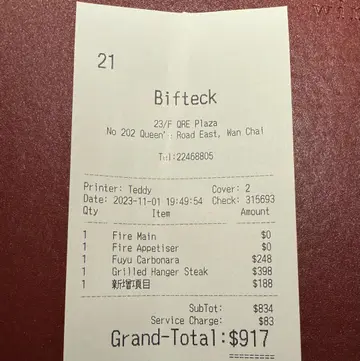 21
Bifteck
23/F QRE Plaza
No 202 Queen' Road East, Wan Chai
Tel:22468805
Printer: Teddy Cover: 2
Date: 2023-11-01 19:49:54 Check: 315693
Qty Item Amount
1 Fire Main $0
1 Fire Appetiser $0
1 Fuyu Carbonara $248
1 Grilled Hanger Steak $398
1 新增項目 $188
SubTot: $834
Service Charge: $83
Grand-Total:$917